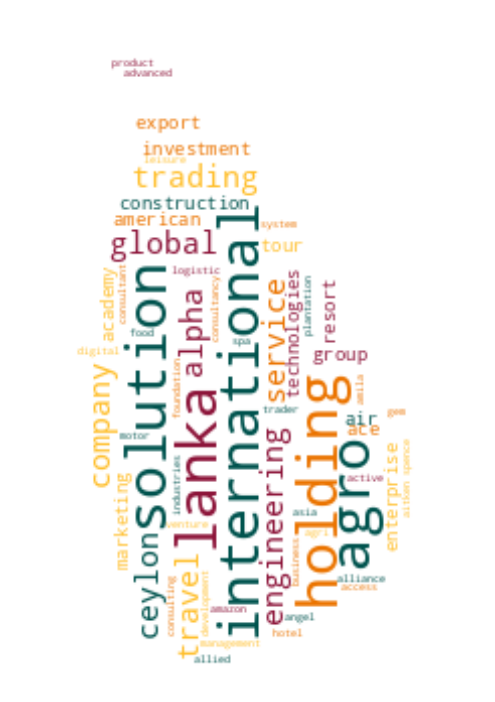 product
advanced
export
investment
leisure
trading
construction
american
global
international
system
tour
logistic
academy
consultant
solution
alpha
consultancy
service
technologies
plantation
resort
food
spa
digital
group
company
foundation
lanka
holding
amila
trader
air
ace
gem
motor
engineering
agro
enterprise
aitken spence
industries
marketing
active
asia
venture
agri
ceylon
travel
business
alliance
access
consulting
development
amazon
angel
hotel
management
allied